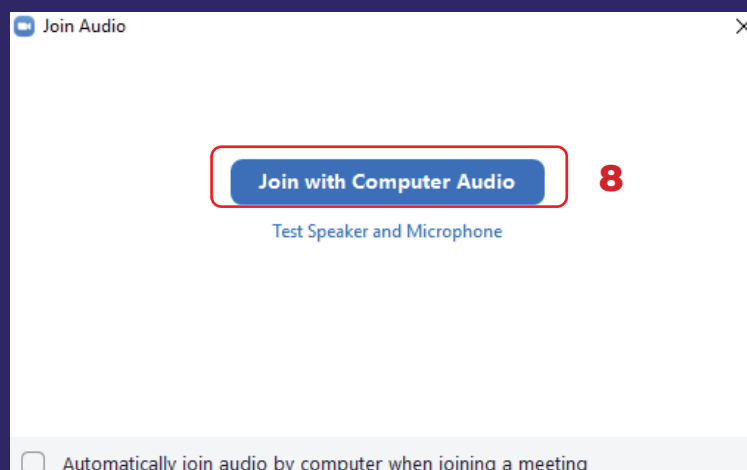 Join Audio
Join with Computer Audio
8
Test Speaker and Microphone
Automatically join audio by computer when joining a meeting